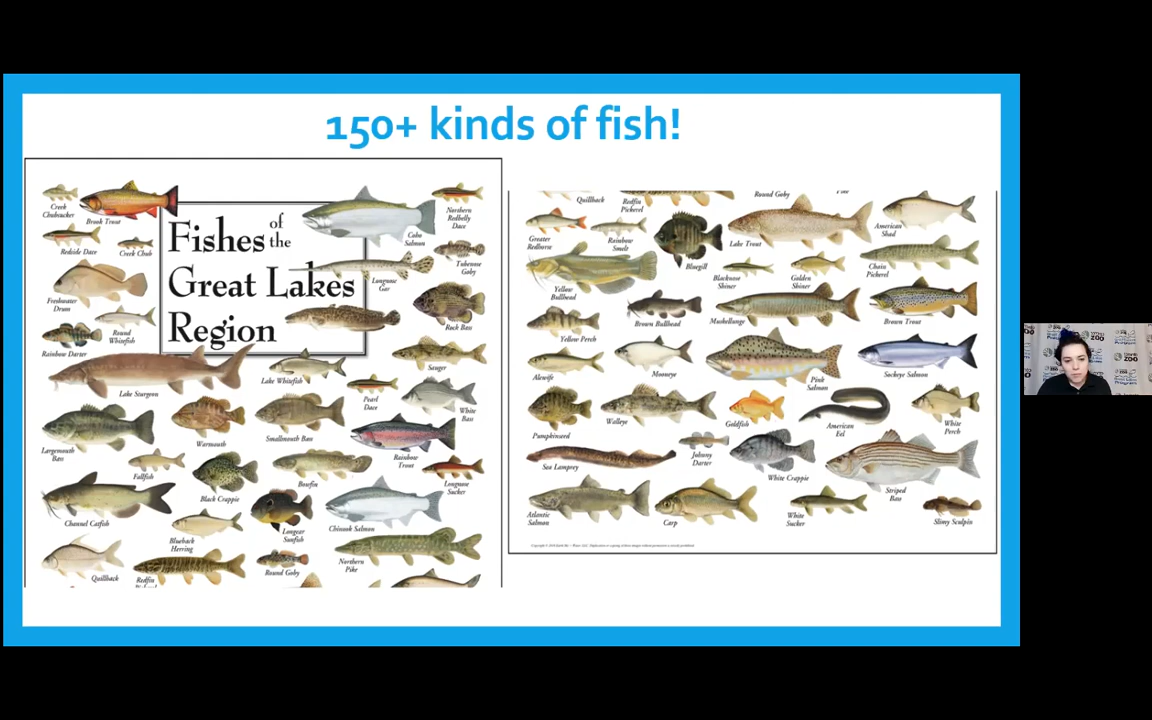 150+ kinds of fish!
Fishes of the
Great Lakes
Region
Creek
Chubsucker
Brook Trout
Coho
Salmon
Northern
Redbelly
Dace
Redside Dace
Creek Chub
Tubenose
Goby
Longnose
Gar
Freshwater
Drum
Round
Whitefish
Rock Bass
Rainbow Darter
Sauger
Lake Whitefish
Lake Sturgeon
Pearl
Dace
White
Bass
Largemouth
Bass
Warmouth
Smallmouth Bass
Rainbow
Trout
Fallfish
Black Crappie
Bowfin
Longnose
Sucker
Channel Catfish
Blueback
Herring
Longear
Sunfish
Chinook Salmon
Northern
Pike
Quillback
Redfin
Round Goby
Quillback
Redfin
Pickerel
Round Goby
Pike
Greater
Redhorse
Rainbow
Smelt
Bluegill
Lake Trout
American
Shad
Yellow
Bullhead
Blacknose
Shiner
Golden
Shiner
Chain
Pickerel
Brown Bullhead
Muskellunge
Brown Trout
Yellow Perch
Alewife
Mooneye
Pink
Salmon
Sockeye Salmon
Pumpkinseed
Walleye
Goldfish
American
Eel
White
Perch
Sea Lamprey
Johnny
Darter
White Crappie
Striped
Bass
Atlantic
Salmon
Carp
White
Sucker
Slimy Sculpin